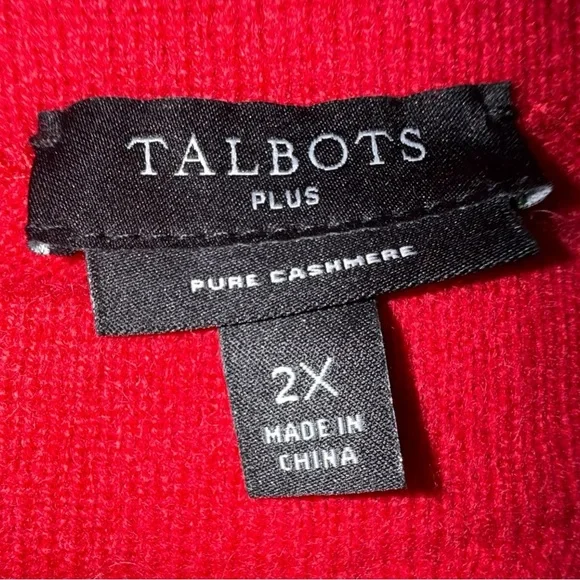 TALBOTS
PLUS
PURE CASHMERE
2X
MADE IN
CHINA